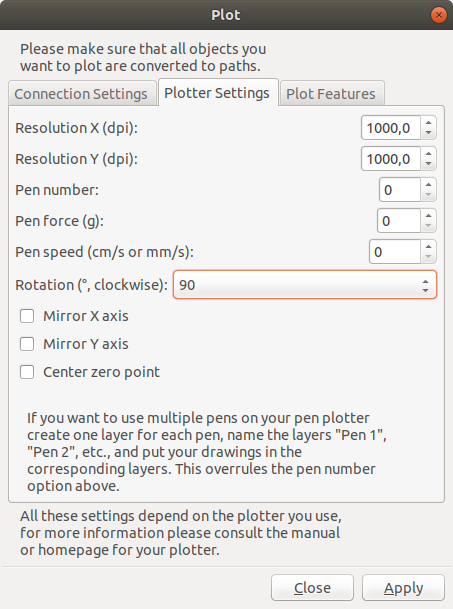 Plot
Please make sure that all objects you
want to plot are converted to paths.
Connection Settings Plotter Settings Plot Features
Resolution X (dpi): 1000,0
Resolution Y (dpi): 1000,0
Pen number: 0
Pen force (g): 0
Pen speed (cm/s or mm/s): 0
Rotation (°, clockwise): 90
Mirror X axis
Mirror Y axis
Center zero point
If you want to use multiple pens on your pen plotter
create one layer for each pen, name the layers "Pen 1",
"Pen 2", etc., and put your drawings in the
corresponding layers. This overrules the pen number
option above.
All these settings depend on the plotter you use,
for more information please consult the manual
or homepage for your plotter.
Close Apply